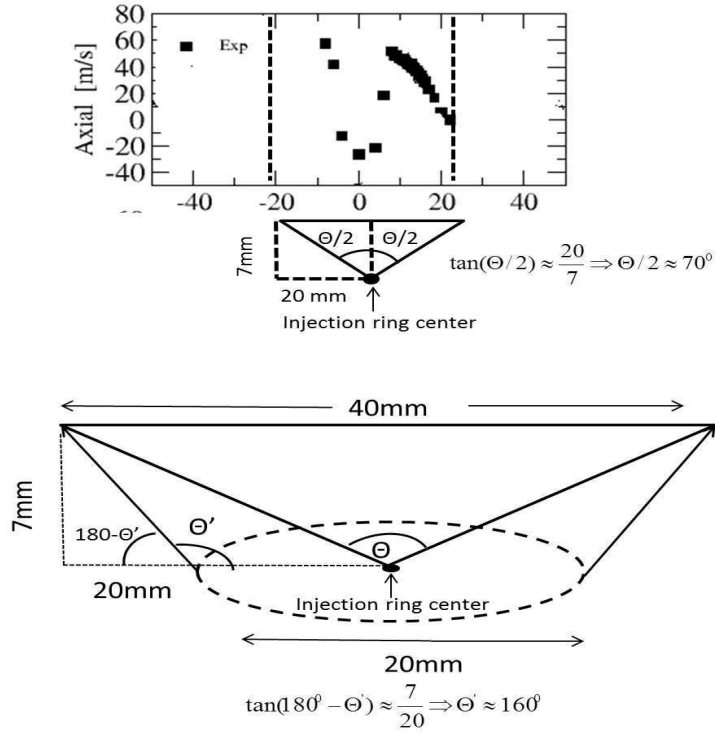 80
60
40
20
0
-20
-40
Axial [m/s]
Exp
-40 -20 0 20 40
Θ/2 Θ/2
7mm
20 mm
tan(Θ/2) ≈ 20/7 ⇒ Θ/2 ≈ 70⁰
Injection ring center
40mm
7mm
180-Θ’ Θ’
Θ
20mm
Injection ring center
20mm
tan(180⁰ − Θ') ≈ 7/20 ⇒ Θ' ≈ 160⁰